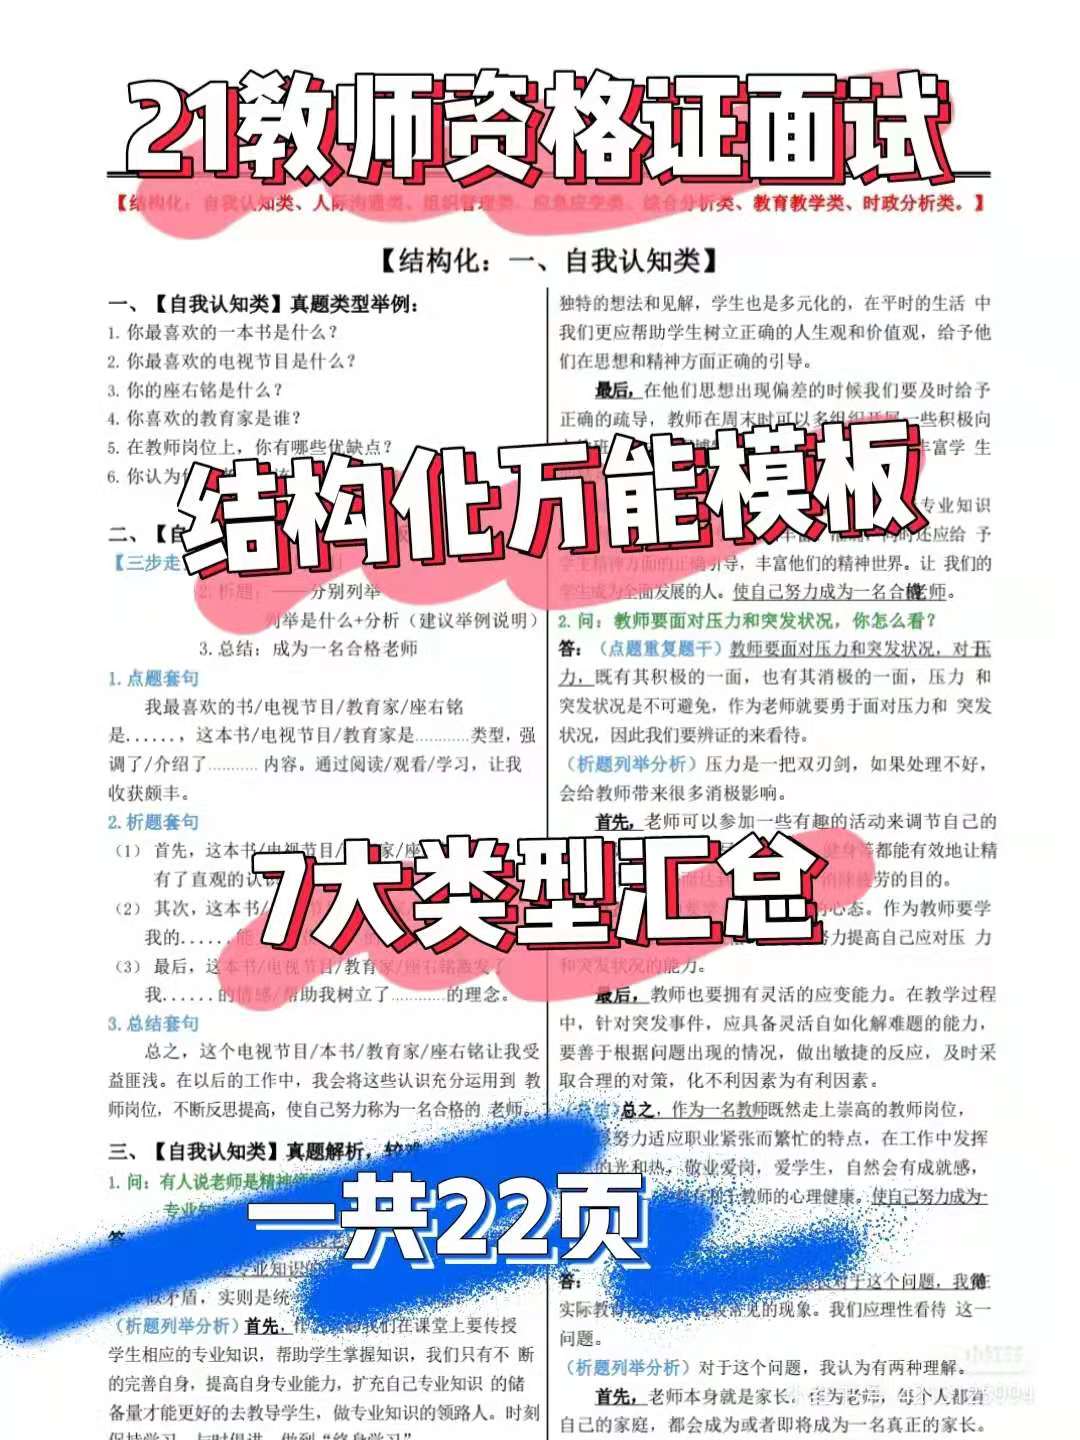 21教师资格证面试
【结构化：自我认知类、人际沟通类、组织管理类、应急应变类、综合分析类、教育教学类、时政分析类。】
【结构化：一、自我认知类】
一、【自我认知类】真题类型举例：
1. 你最喜欢的一本书是什么？
2. 你最喜欢的电视节目是什么？
3. 你的座右铭是什么？
4. 你喜欢的教育家是谁？
5. 在教师岗位上，你有哪些优缺点？
6. 你认为
结构化万能模板
二、【自
【三步走
2. 析题：——分别列举
列举是什么+分析（建议举例说明）
3. 总结：成为一名合格老师
1. 点题套句
我最喜欢的书/电视节目/教育家/座右铭
是......，这本书/电视节目/教育家是............类型，强
调了/介绍了........... 内容。通过阅读/观看/学习，让我
收获颇丰。
2. 析题套句
（1） 首先，这本书/电视节目/
有了直观的认识
7大类型汇总
（2） 其次，这本书/
我的......
（3） 最后，这本书/电视节目/教育家/座右铭激发了
我......的情感/帮助我树立了............的理念。
3. 总结套句
总之，这个电视节目/本书/教育家/座右铭让我受
益匪浅。在以后的工作中，我会将这些认识充分运用到 教
师岗位，不断反思提高，使自己努力称为一名合格的 老师。
三、【自我认知类】真题解析，
1. 问：有人说老师是精神
一共22页
专业知识的
矛盾，实则是统
（析题列举分析）首先，
我们在课堂上要传授
学生相应的专业知识，帮助学生掌握知识，我们只有不 断
的完善自身，提高自身专业能力，扩充自己专业知识 的储
备量才能更好的去教导学生，做专业知识的领路人。时刻
保持学习、与时俱进，做到“终身学习”
独特的想法和见解，学生也是多元化的，在平时的生活 中
我们更应帮助学生树立正确的人生观和价值观，给予他
们在思想和精神方面正确的引导。
最后，在他们思想出现偏差的时候我们要及时给予
正确的疏导，教师在周末时可以多组织开展一些积极向
丰富学 生
专业知识
同时还应给 予
学生精神方面的正确引导，丰富他们的精神世界。让 我们的
学生成为全面发展的人。使自己努力成为一名合格老师。
2. 问：教师要面对压力和突发状况，你怎么看？
答：（点题重复题干）教师要面对压力和突发状况，对于压
力，既有其积极的一面，也有其消极的一面，压力 和
突发状况是不可避免，作为老师就要勇于面对压力和 突发
状况，因此我们要辨证的来看待。
（析题列举分析）压力是一把双刃剑，如果处理不好，
会给教师带来很多消极影响。
首先，老师可以参加一些有趣的活动来调节自己的
健身等都能有效地让精
疲劳的目的。
心态。作为教师要学
努力提高自己应对压 力
和突发状况的能力。
最后，教师也要拥有灵活的应变能力。在教学过程
中，针对突发事件，应具备灵活自如化解难题的能力，
要善于根据问题出现的情况，做出敏捷的反应，及时采
取合理的对策，化不利因素为有利因素。
（总结）总之，作为一名教师既然走上崇高的教师岗位，
努力适应职业紧张而繁忙的特点，在工作中发挥
的光和热，敬业爱岗，爱学生，自然会有成就感，
教师的心理健康。使自己努力成为一
答：
对于这个问题，我们在
实际教育
较常见的现象。我们应理性看待 这一
问题。
（析题列举分析）对于这个问题，我认为有两种理解。
首先，老师本身就是家长。作为老师，每个人都有
自己的家庭，都会成为或者即将成为一名真正的家长。